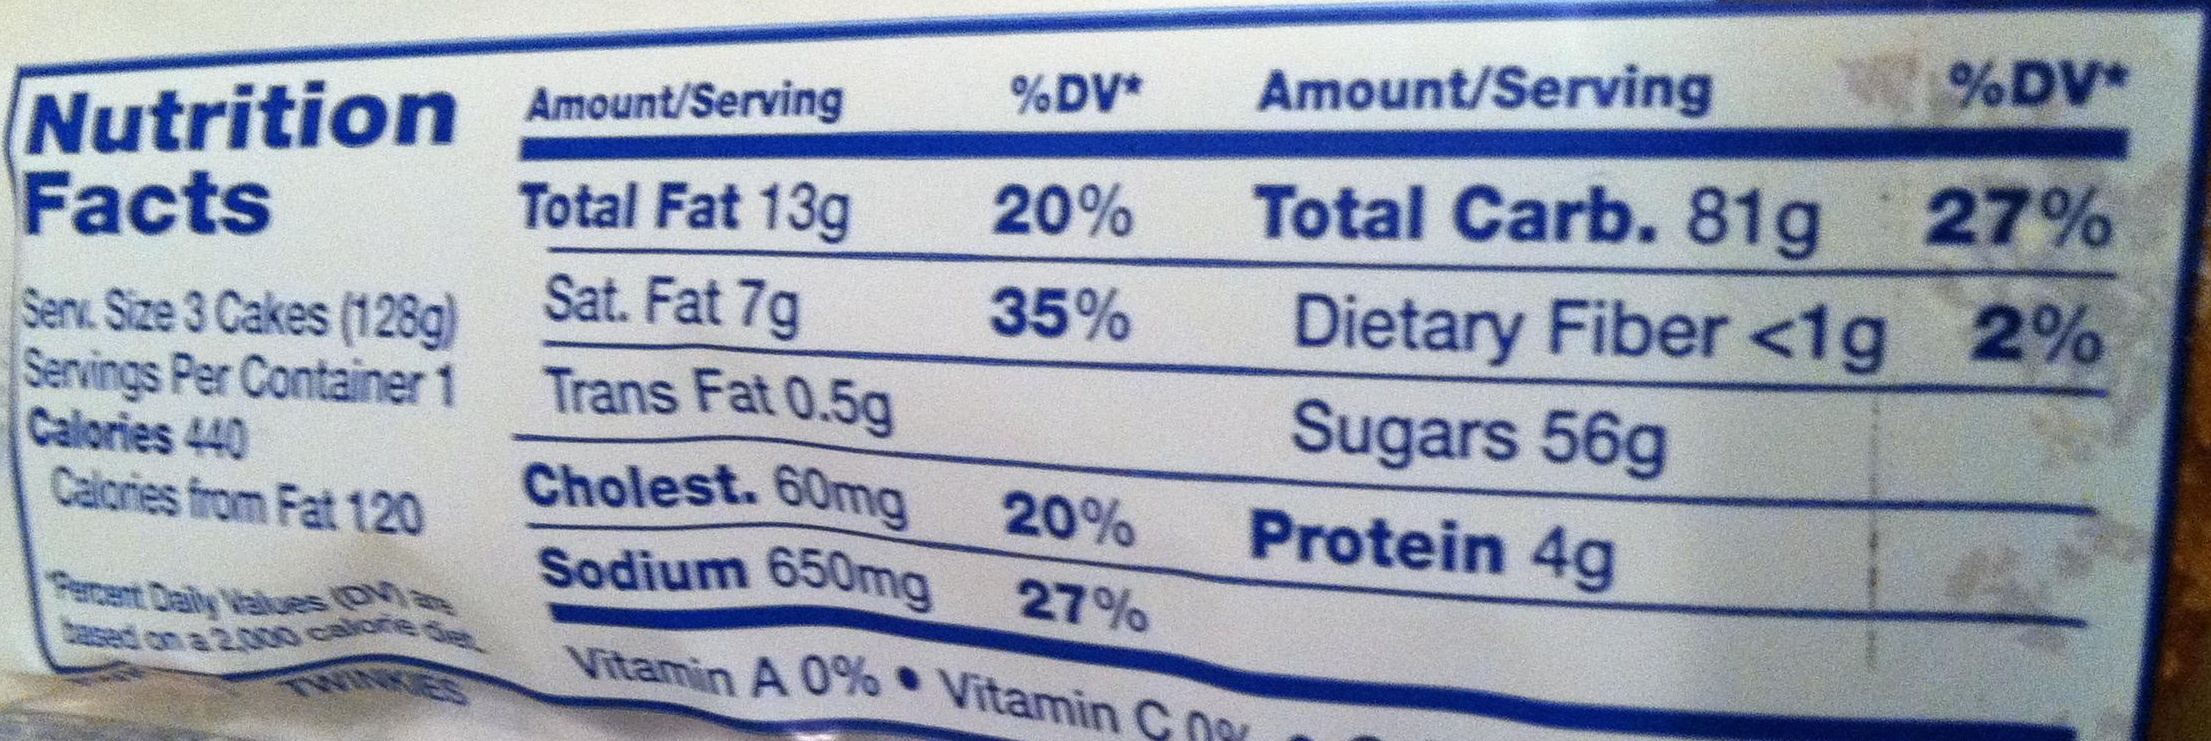 Nutrition
Facts
Serv. Size 3 Cakes (128g)
Servings Per Container 1
Calories 440
Calories from Fat 120
*Percent Daily Values (DV) are
based on a 2,000 calorie diet.
Amount/Serving %DV*
Total Fat 13g 20%
Sat. Fat 7g 35%
Trans Fat 0.5g
Cholest. 60mg 20%
Sodium 650mg 27%
Amount/Serving %DV*
Total Carb. 81g 27%
Dietary Fiber <1g 2%
Sugars 56g
Protein 4g
Vitamin A 0% • Vitamin C 0% •
TWINKIES